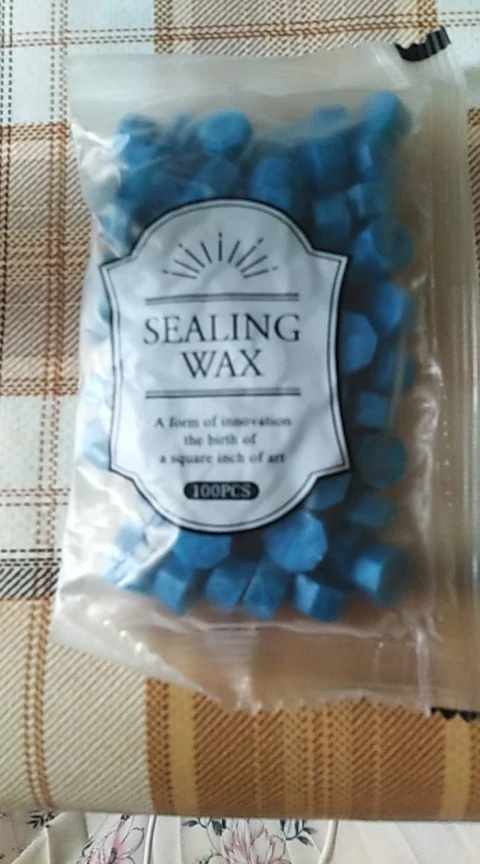 SEALING
WAX
A form of innovation
the birth of
a square inch of art
100PCS